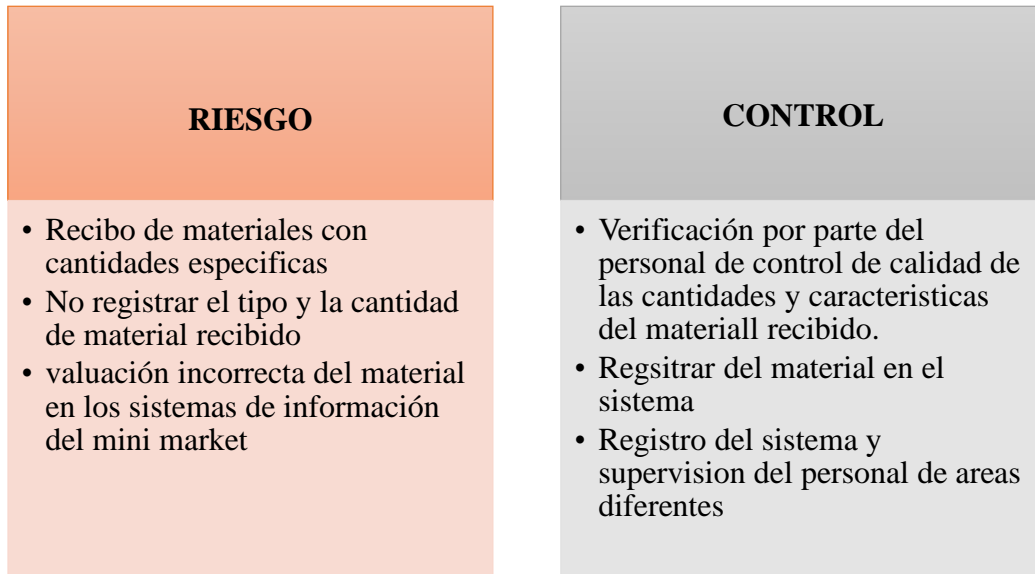 RIESGO
• Recibo de materiales con
cantidades especificas
• No registrar el tipo y la cantidad
de material recibido
• valuación incorrecta del material
en los sistemas de información
del mini market
CONTROL
• Verificación por parte del
personal de control de calidad de
las cantidades y caracteristicas
del materiall recibido.
• Regsitrar del material en el
sistema
• Registro del sistema y
supervision del personal de areas
diferentes